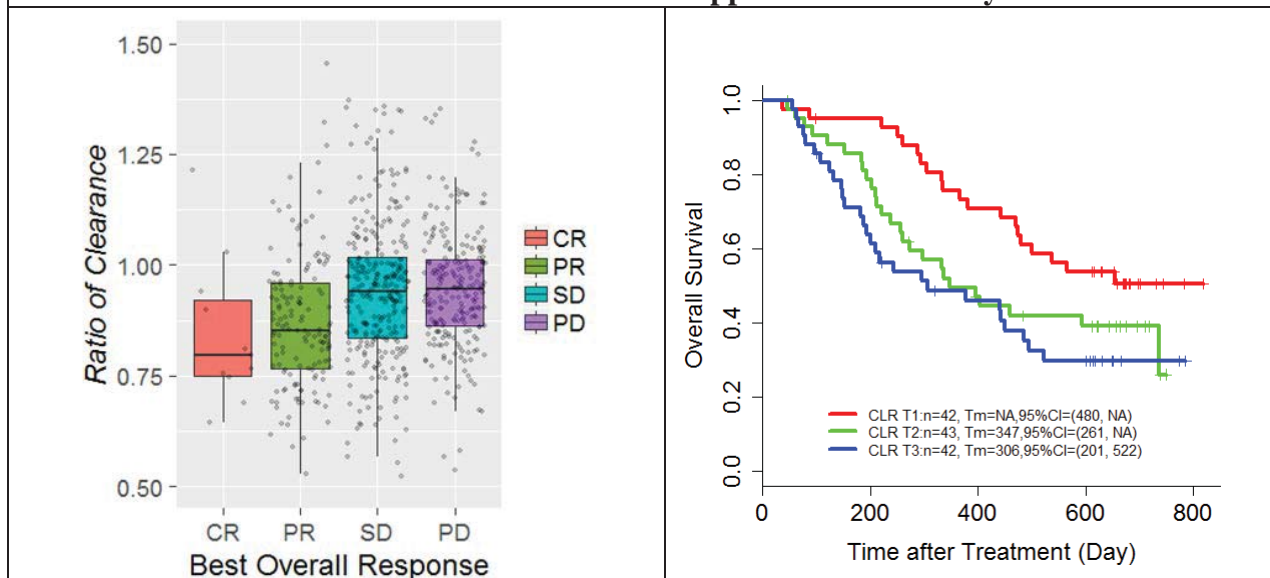 1.50
1.25
1.00
0.75
0.50
Ratio of Clearance
CR
PR
SD
PD
Best Overall Response
CR
PR
SD
PD
1.0
0.8
0.6
0.4
0.2
0.0
Overall Survival
CLR T1:n=42, Tm=NA,95%CI=(480, NA)
CLR T2:n=43, Tm=347,95%CI=(261, NA)
CLR T3:n=42, Tm=306,95%CI=(201, 522)
0 200 400 600 800
Time after Treatment (Day)